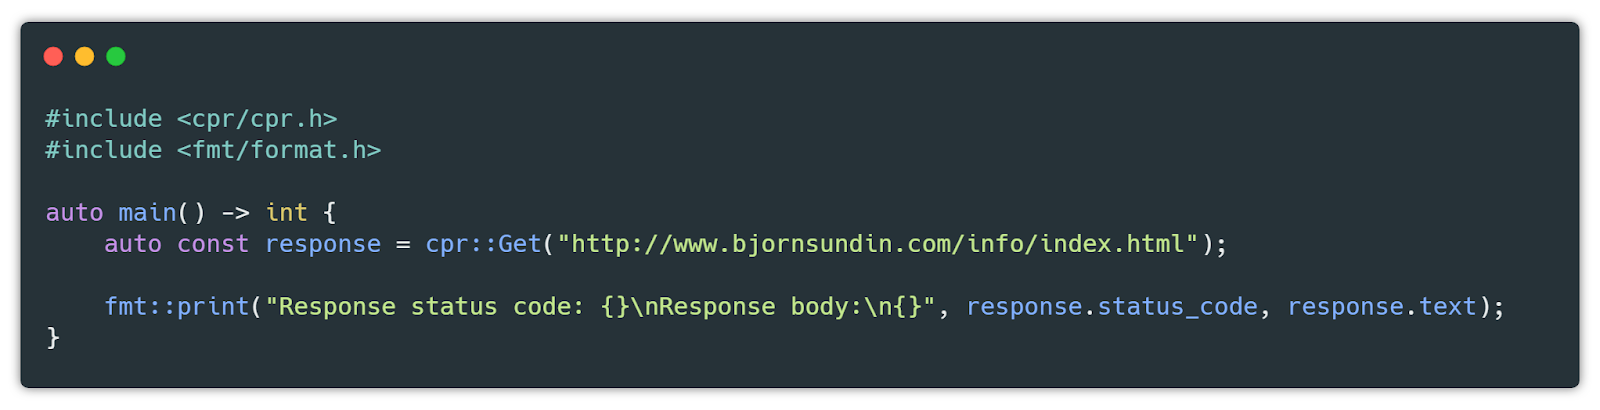 #include <cpr/cpr.h>
#include <fmt/format.h>
auto main() -> int {
    auto const response = cpr::Get("http://www.bjornsundin.com/info/index.html");
    fmt::print("Response status code: {}\nResponse body:\n{}", response.status_code, response.text);
}